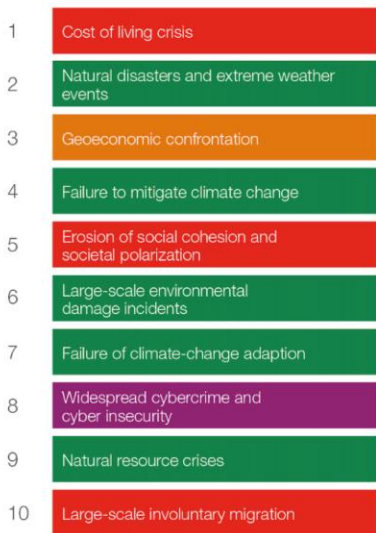 1 Cost of living crisis
2 Natural disasters and extreme weather
events
3 Geoeconomic confrontation
4 Failure to mitigate climate change
5 Erosion of social cohesion and
societal polarization
6 Large-scale environmental
damage incidents
7 Failure of climate-change adaption
8 Widespread cybercrime and
cyber insecurity
9 Natural resource crises
10 Large-scale involuntary migration